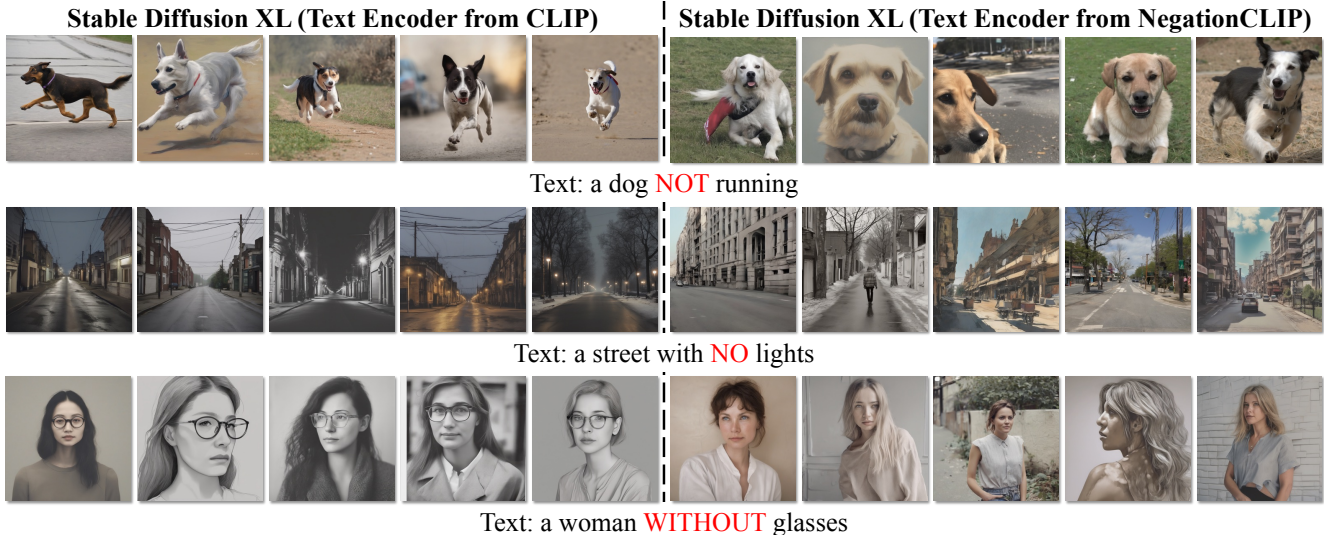 Stable Diffusion XL (Text Encoder from CLIP)
Stable Diffusion XL (Text Encoder from NegationCLIP)
Text: a dog NOT running
Text: a street with NO lights
Text: a woman WITHOUT glasses